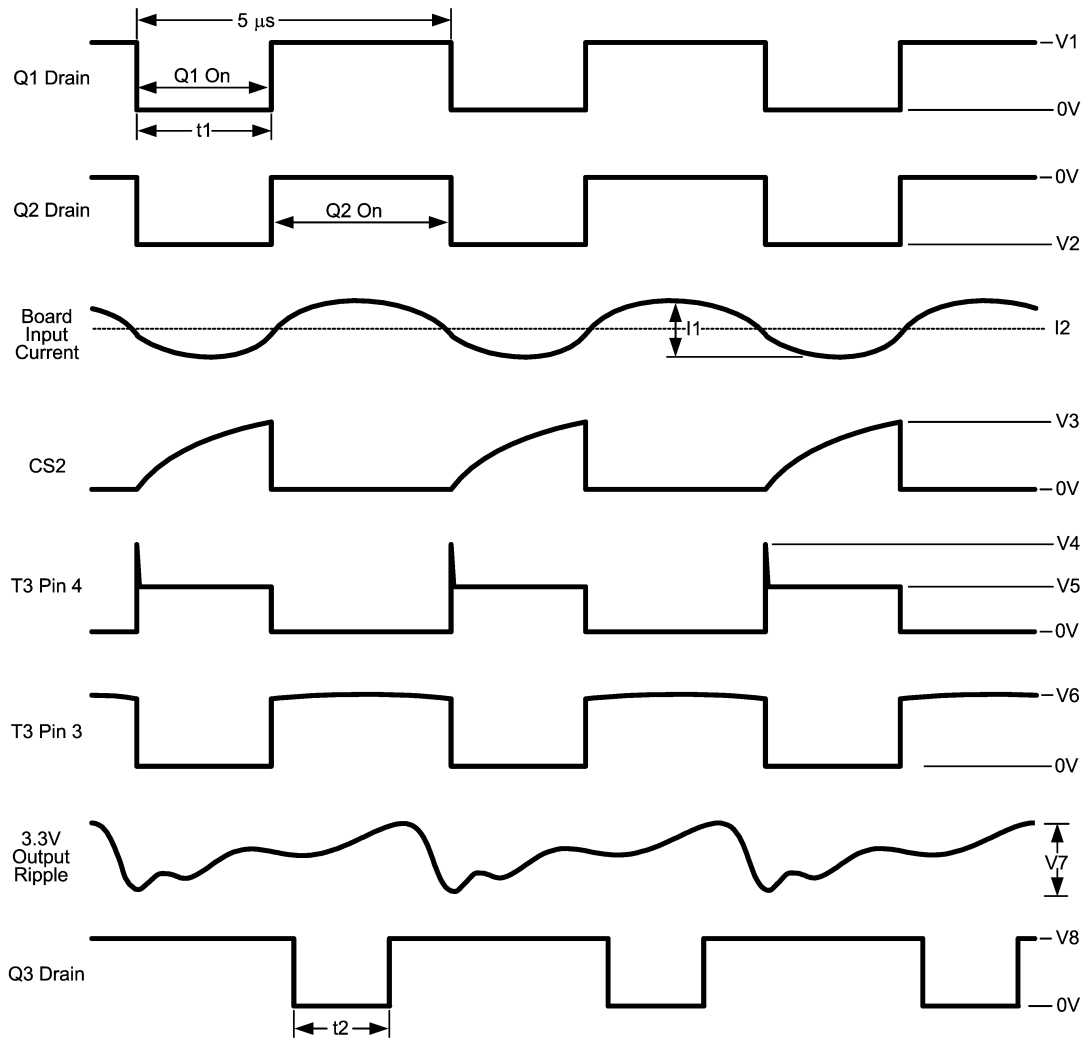 5 μs
V1
Q1 On
Q1 Drain
0V
t1
0V
Q2 Drain
Q2 On
V2
Board
Input
Current
I1
I2
V3
CS2
0V
V4
T3 Pin 4
V5
0V
V6
T3 Pin 3
0V
3.3V
Output
Ripple
V7
V8
Q3 Drain
0V
t2